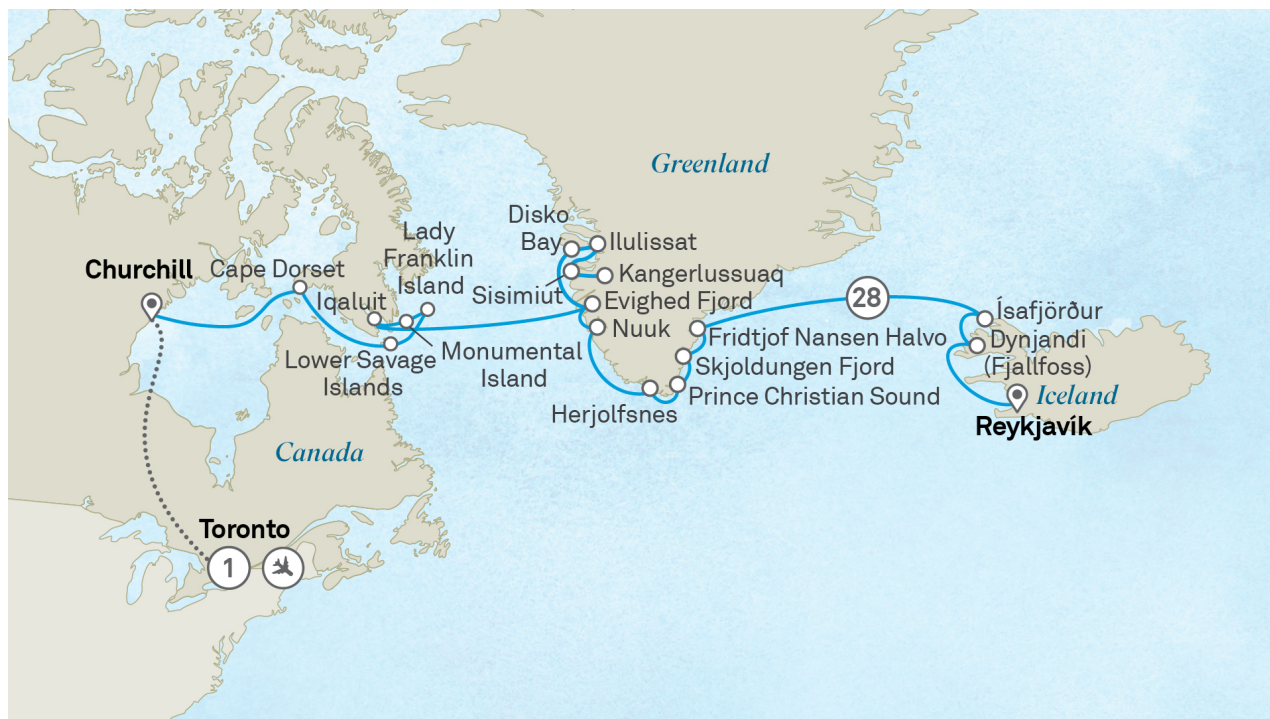 Greenland
Disko
Bay
Ilulissat
Lady
Franklin
Island
Churchill
Cape Dorset
Kangerlussuaq
Sisimiut
Iqaluit
Evighed Fjord
28
Ísafjörður
Nuuk
Fridtjof Nansen Halvo
Dynjandi
(Fjallfoss)
Lower Savage
Islands
Monumental
Island
Skjoldungen Fjord
Prince Christian Sound
Iceland
Herjolfsnes
Reykjavík
Canada
Toronto
1